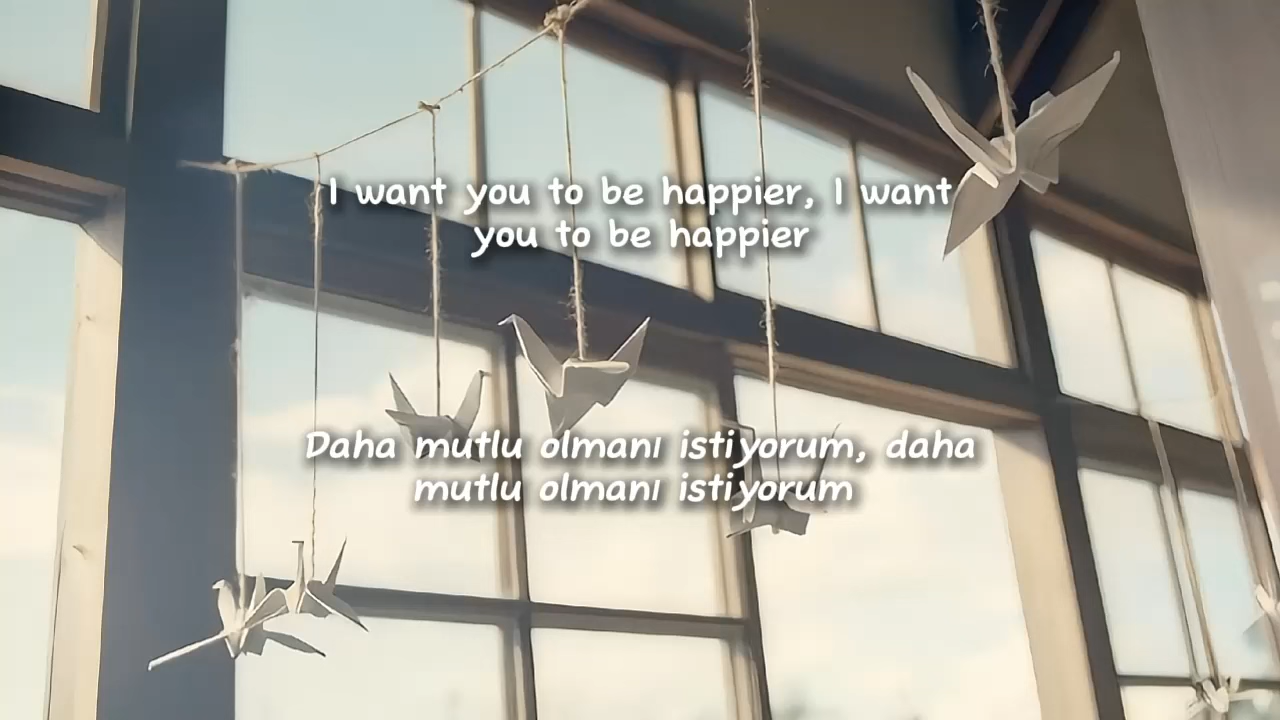 I want you to be happier, I want
you to be happier
Daha mutlu olmanı istiyorum, daha
mutlu olmanı istiyorum